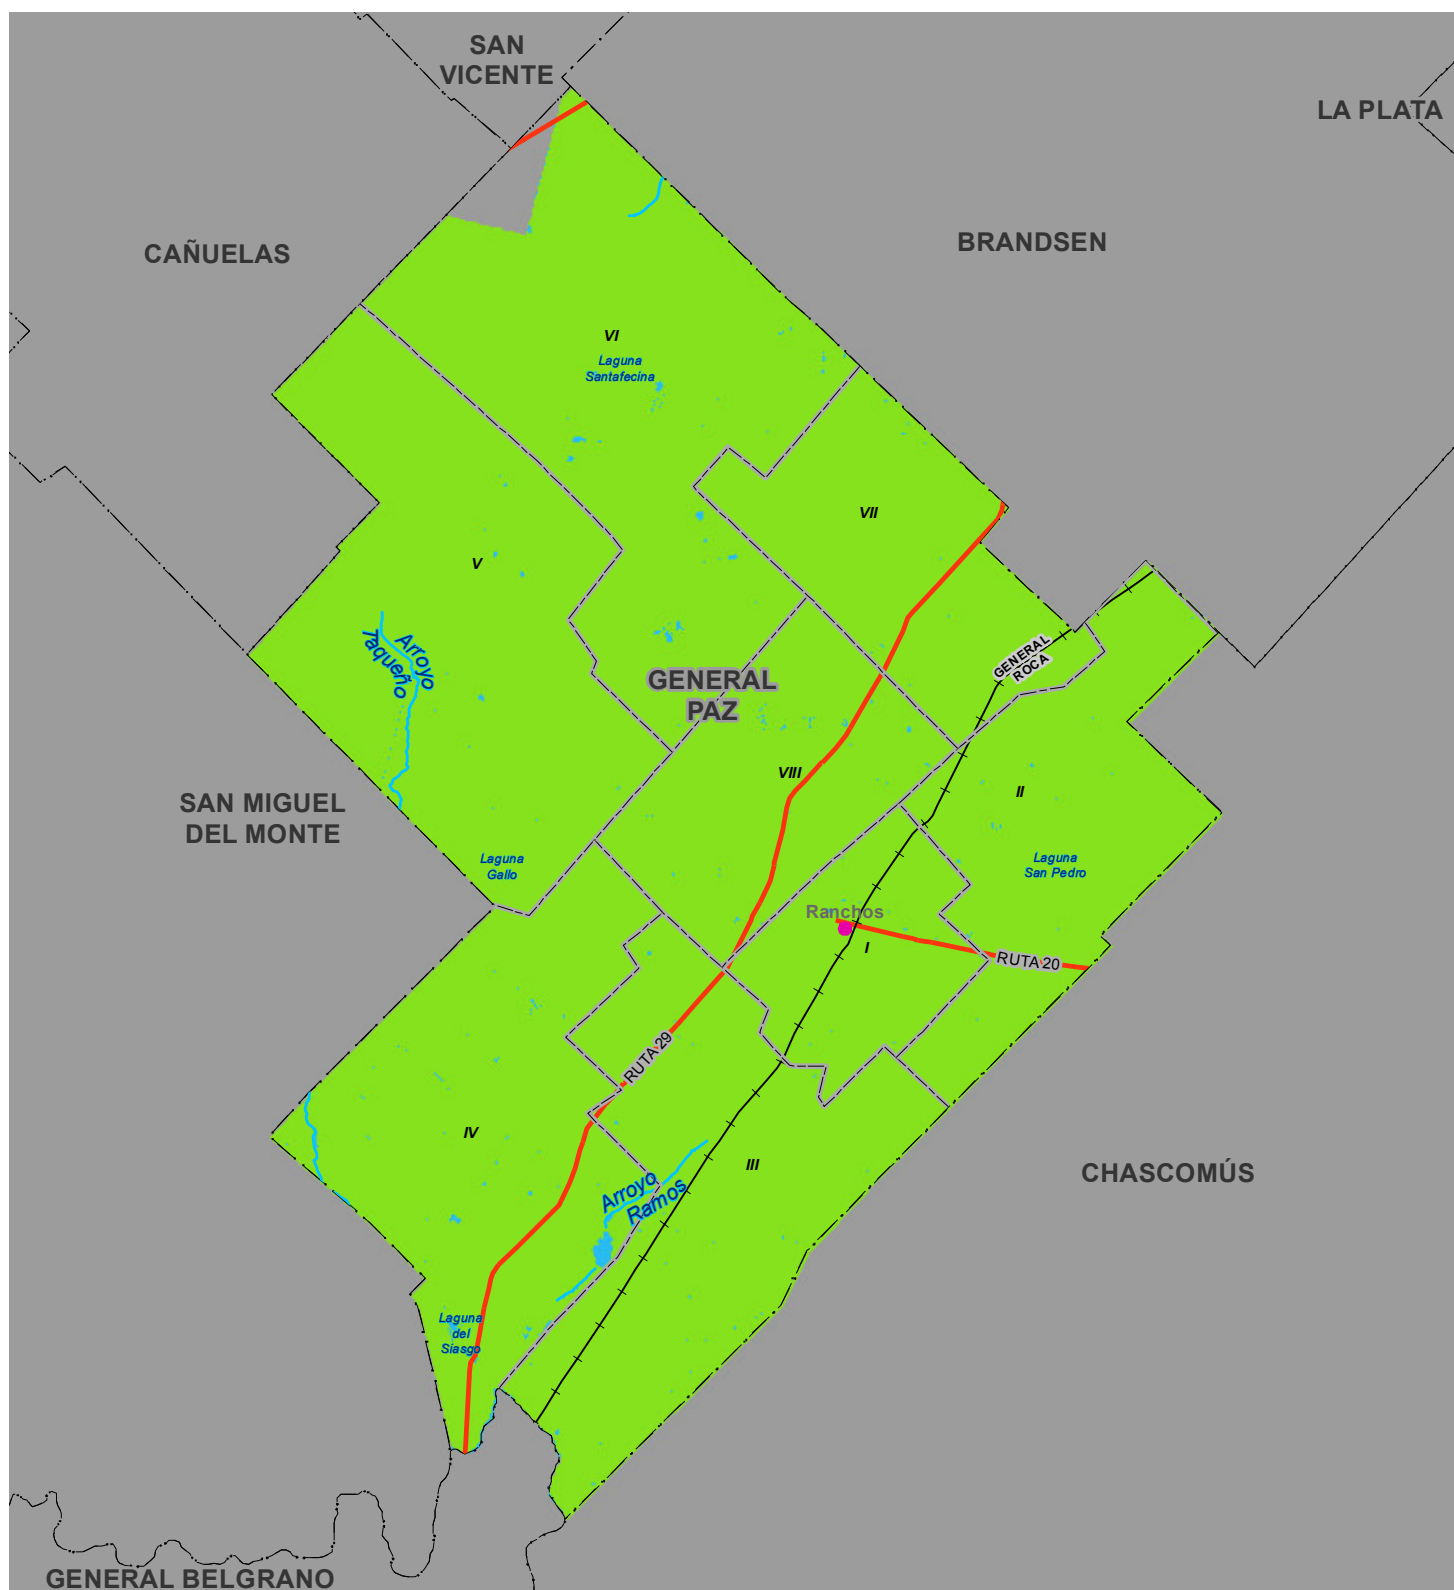 SAN
VICENTE
LA PLATA
BRANDSEN
CAÑUELAS
VI
Laguna
Santafecina
VII
V
Arroyo
Taqueño
GENERAL
ROCA
GENERAL
PAZ
VIII
II
SAN MIGUEL
DEL MONTE
Laguna
Gallo
Laguna
San Pedro
Ranchos
I
RUTA 20
RUTA 29
IV
III
CHASCOMÚS
Arroyo
Ramos
Laguna
del
Siasgo
GENERAL BELGRANO